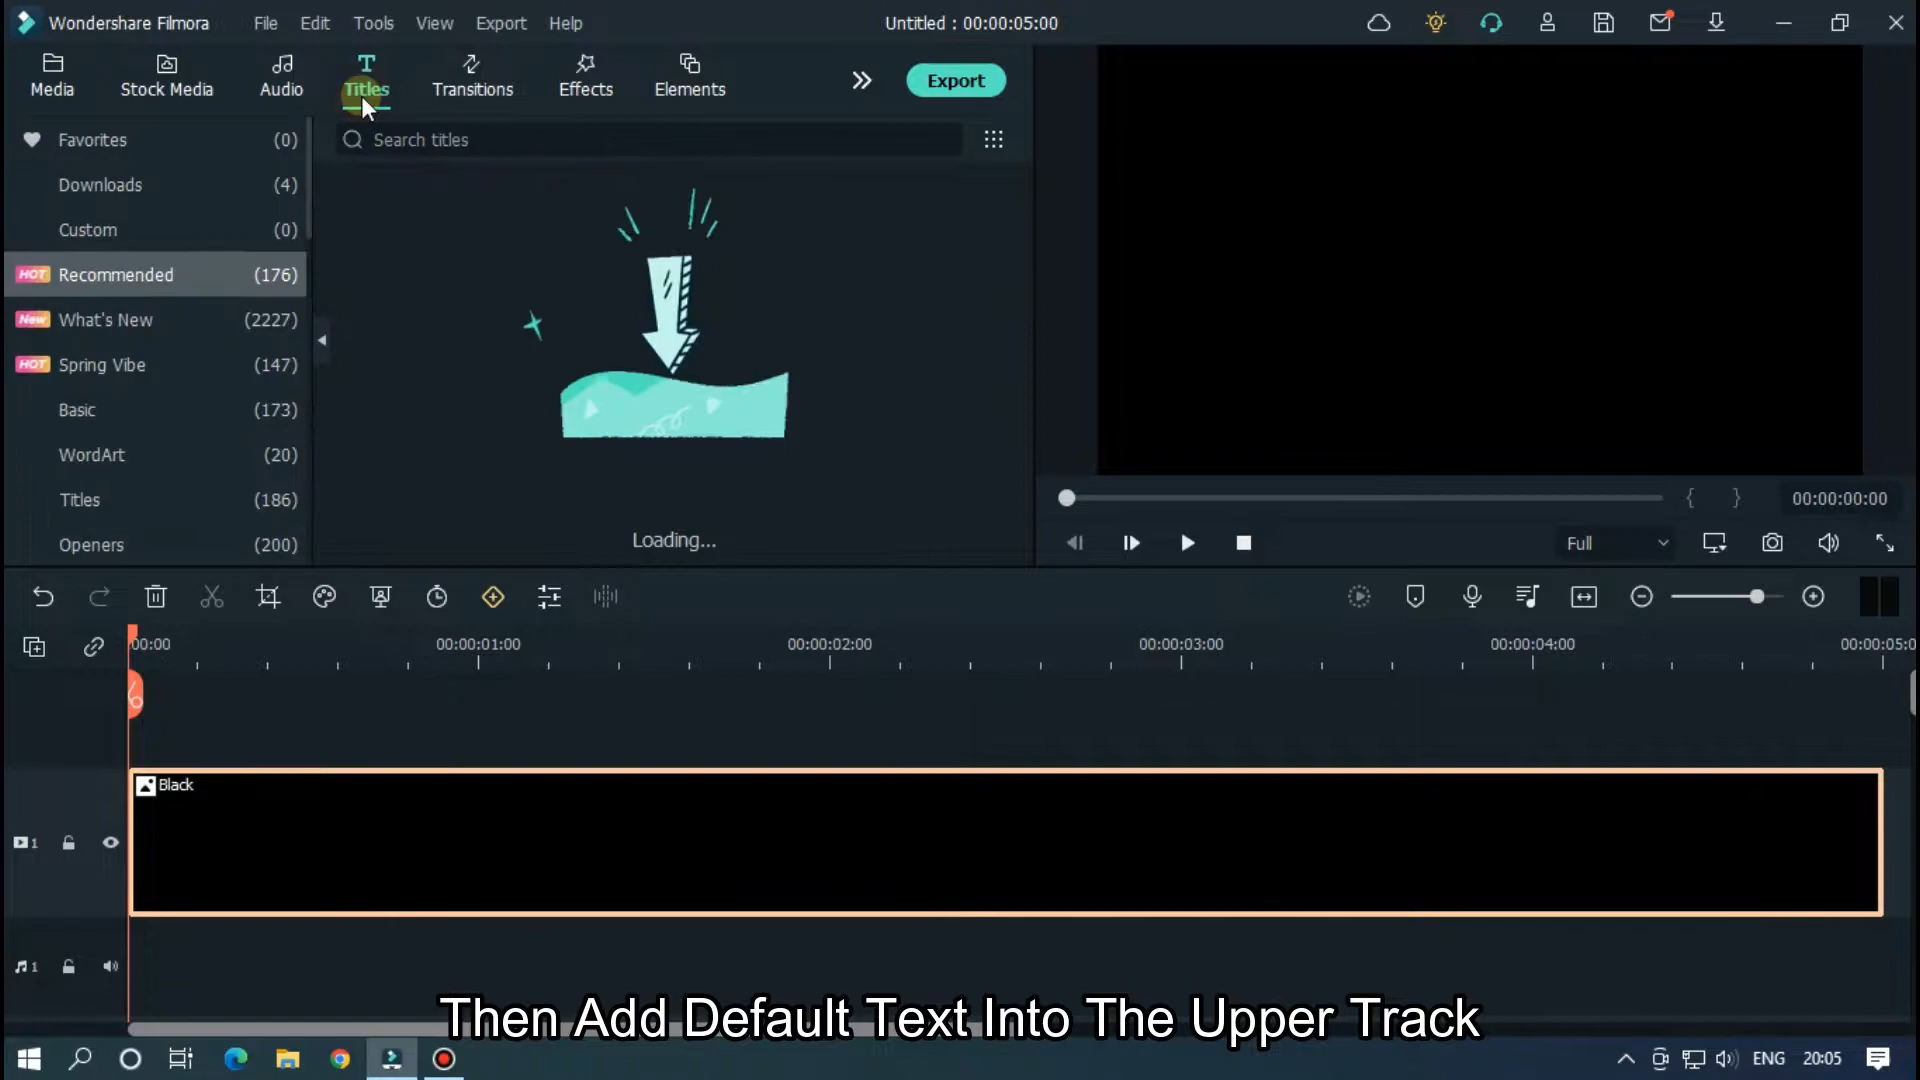 Wondershare Filmora
File Edit Tools View Export Help
Untitled : 00:00:05:00
Media Stock Media Audio Titles Transitions Effects Elements
Export
Favorites (0)
Downloads (4)
Custom (0)
HOT Recommended (176)
New What's New (2227)
HOT Spring Vibe (147)
Basic (173)
WordArt (20)
Titles (186)
Openers (200)
Search titles
Loading...
{ } 00:00:00:00
Full
00:00 00:00:01:00 00:00:02:00 00:00:03:00 00:00:04:00 00:00:05:0
Black
1
1
Then Add Default Text Into The Upper Track
ENG 20:05